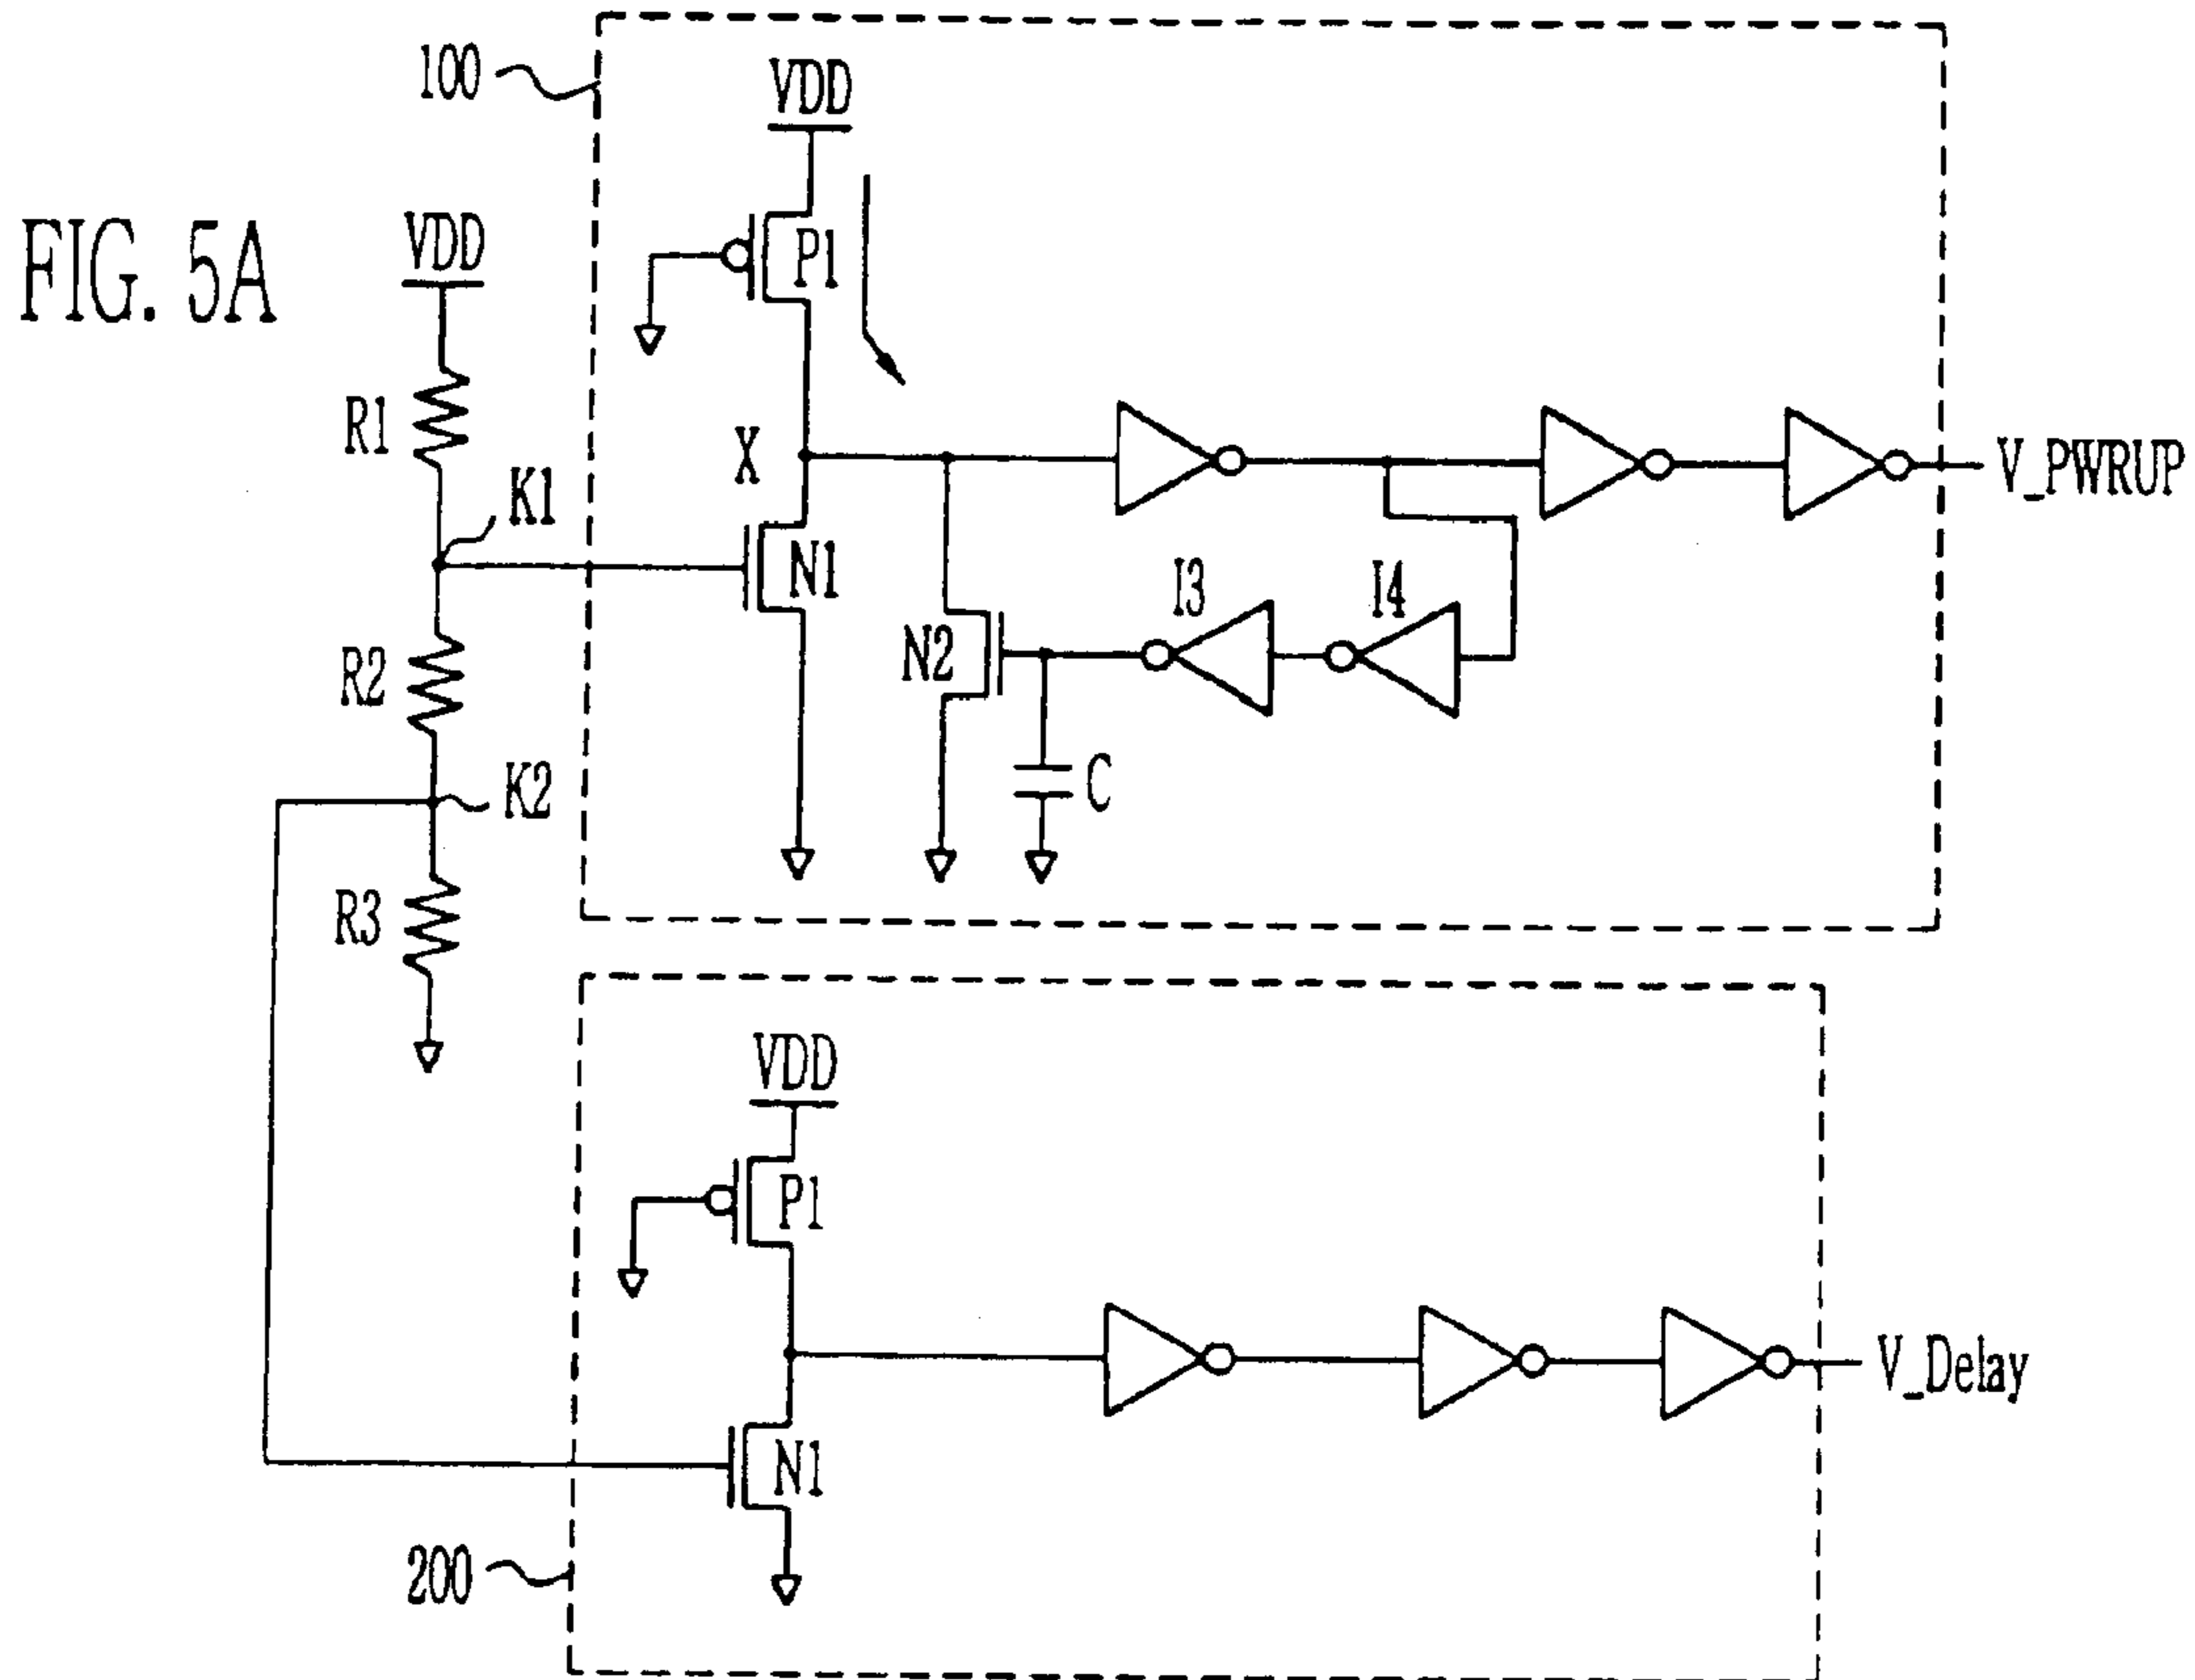 FIG. 5A
100
VDD
VDD
P1
R1
X
K1
N1
V_PWRUP
I3
I4
R2
N2
K2
C
R3
VDD
P1
V_Delay
N1
200